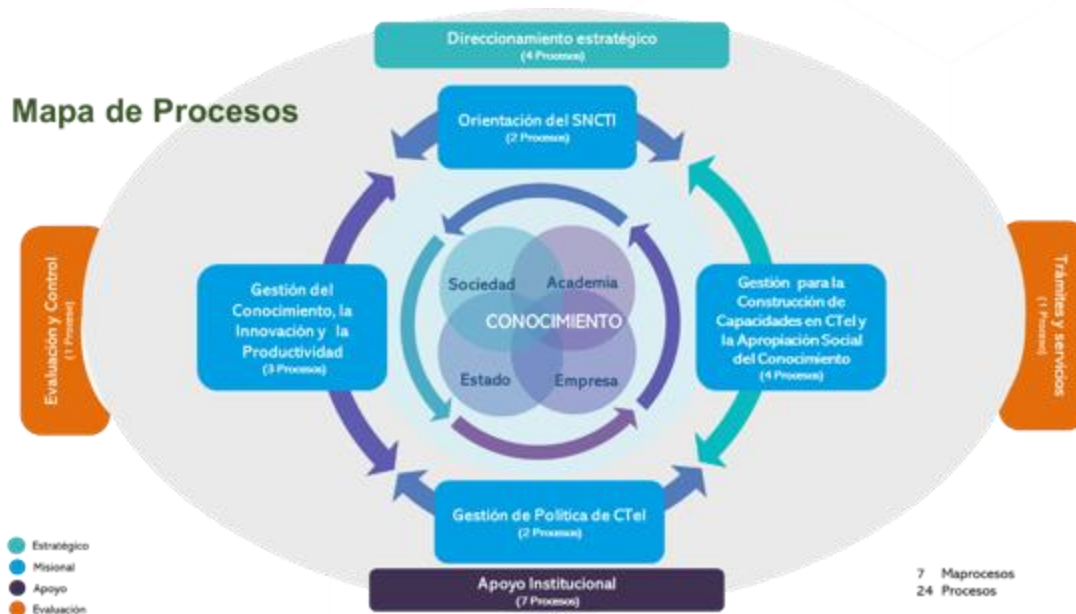 Mapa de Procesos
Direccionamiento estratégico
(4 Procesos)
Orientación del SNCTI
(2 Procesos)
Evaluación y Control
(1 Proceso)
Gestión del
Conocimiento, la
Innovación y la
Productividad
(3 Procesos)
Sociedad
Academia
CONOCIMIENTO
Estado
Empresa
Gestión para la
Construcción de
Capacidades en CTeI y
la Apropiación Social
del Conocimiento
(4 Procesos)
Trámites y servicios
(1 Proceso)
Gestión de Política de CTeI
(2 Procesos)
Apoyo Institucional
(7 Procesos)
Estratégico
Misional
Apoyo
Evaluación
7 Maprocesos
24 Procesos